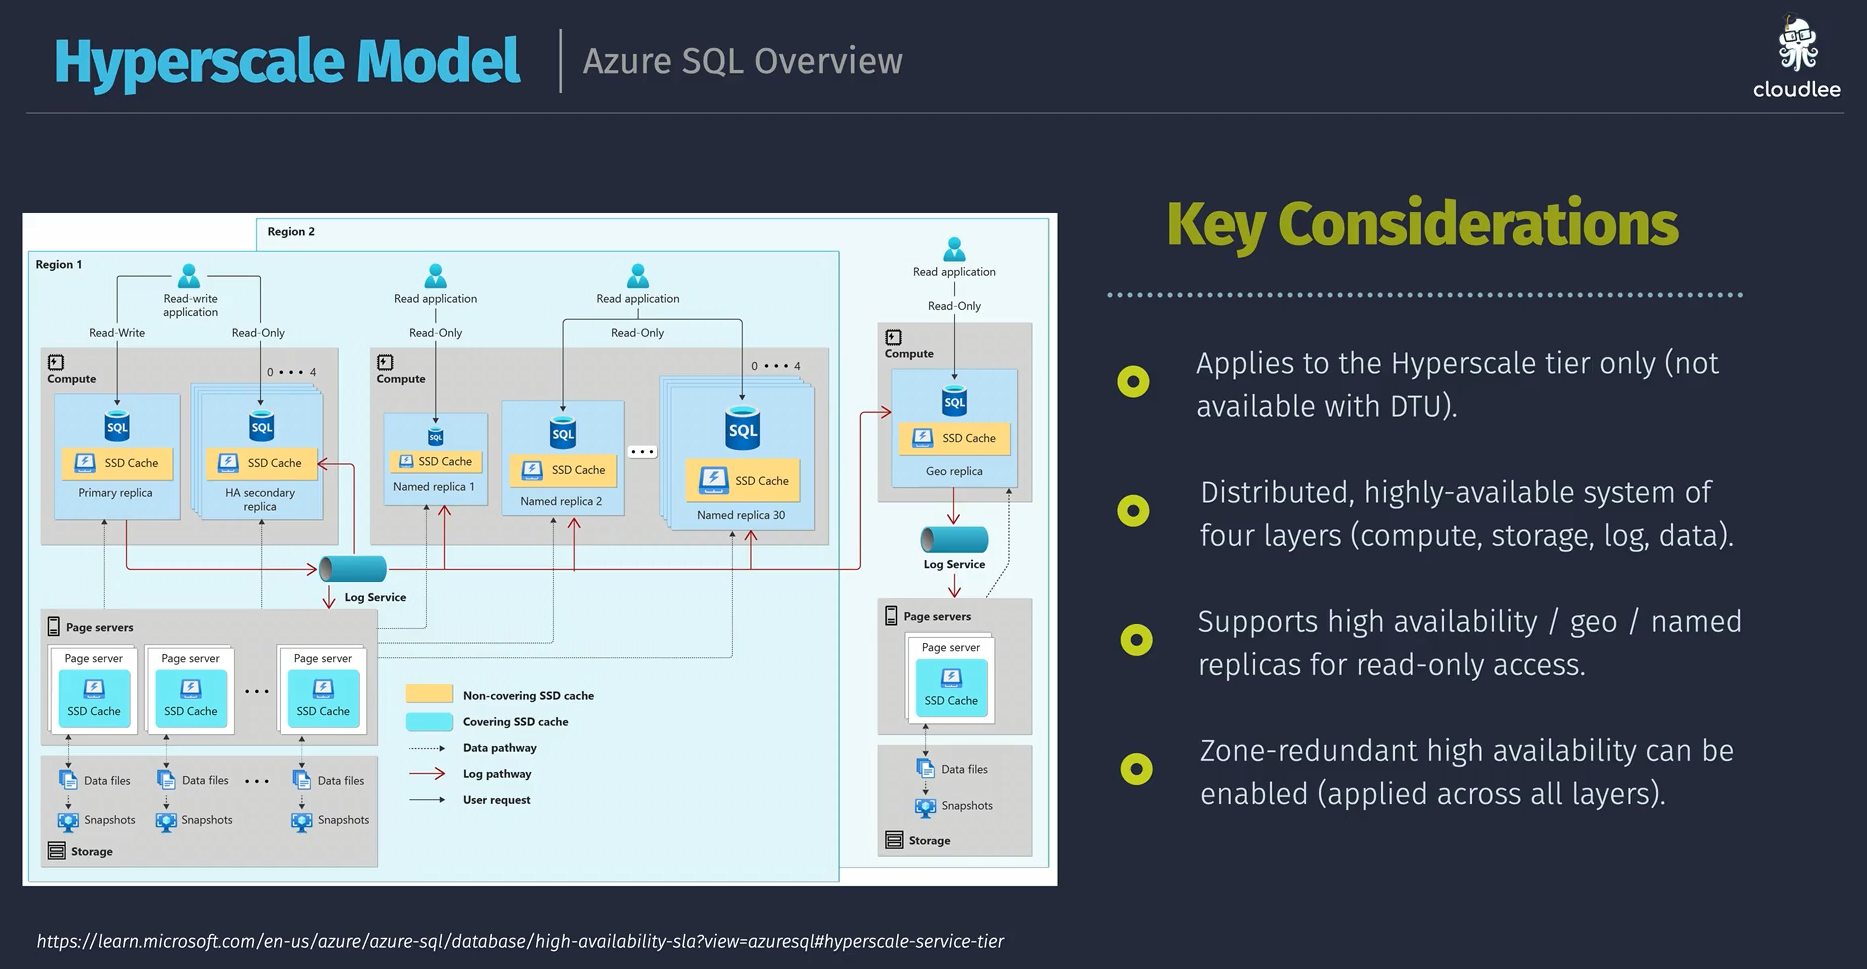 Hyperscale Model
Azure SQL Overview
cloudlee
Region 2
Region 1
Read-write
application
Read-Write
Read-Only
Read application
Read-Only
Read application
Read-Only
Read application
Read-Only
Compute
0 • • • 4
SQL
SSD Cache
Primary replica
SQL
SSD Cache
HA secondary
replica
Compute
0 • • • 4
SQL
SSD Cache
Named replica 1
SQL
SSD Cache
Named replica 2
• • •
SQL
SSD Cache
Named replica 30
Compute
SQL
SSD Cache
Geo replica
Log Service
Log Service
Page servers
Page server
SSD Cache
Page server
SSD Cache
• • •
Page server
SSD Cache
Data files
Data files
• • •
Data files
Snapshots
Snapshots
Snapshots
Storage
Non-covering SSD cache
Covering SSD cache
Data pathway
Log pathway
User request
Page servers
Page server
SSD Cache
Data files
Snapshots
Storage
Key Considerations
Applies to the Hyperscale tier only (not
available with DTU).
Distributed, highly-available system of
four layers (compute, storage, log, data).
Supports high availability / geo / named
replicas for read-only access.
Zone-redundant high availability can be
enabled (applied across all layers).
https://learn.microsoft.com/en-us/azure/azure-sql/database/high-availability-sla?view=azuresql#hyperscale-service-tier